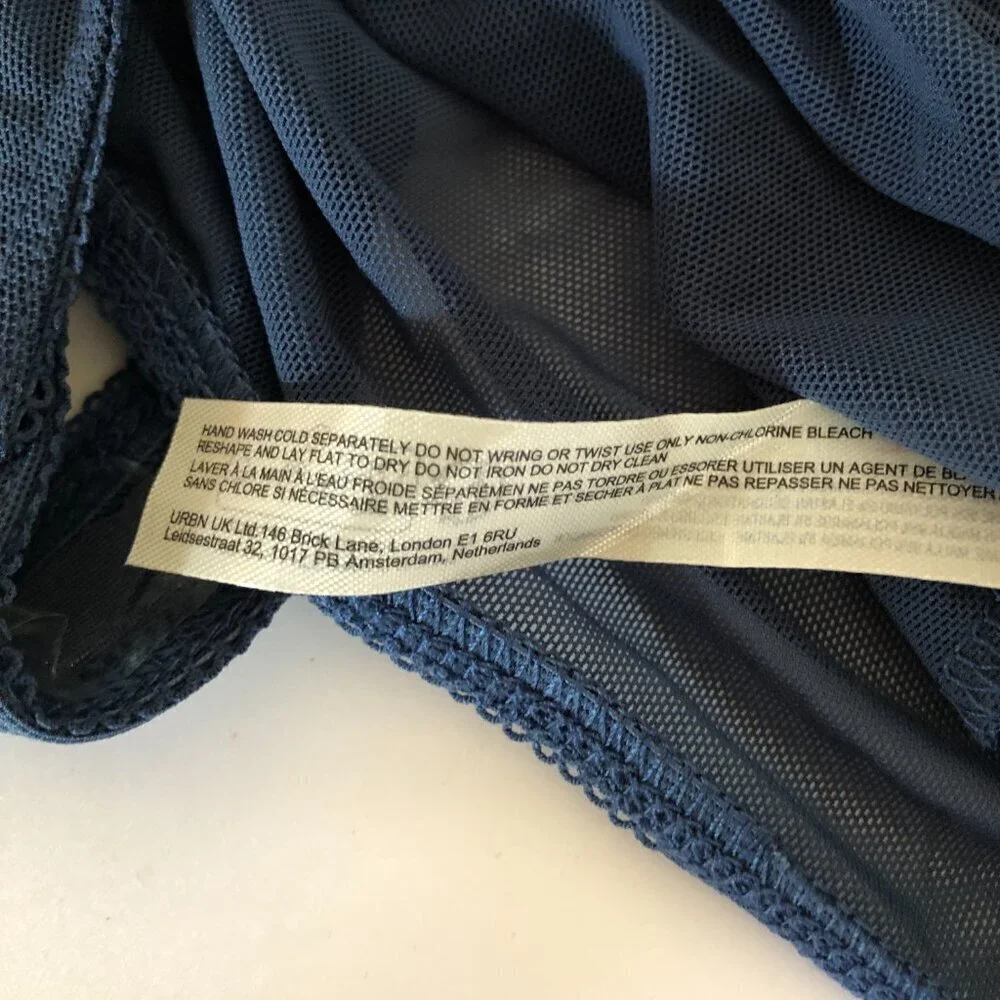 HAND WASH COLD SEPARATELY DO NOT WRING OR TWIST USE ONLY NON-CHLORINE BLEACH
RESHAPE AND LAY FLAT TO DRY DO NOT IRON DO NOT DRY CLEAN
LAVER À LA MAIN À L'EAU FROIDE SÉPARÉMEN NE PAS TORDRE OU ESSORER UTILISER UN AGENT DE
SANS CHLORE SI NÉCESSAIRE METTRE EN FORME ET SECHER À PLAT NE PAS REPASSER NE PAS NETTOYER
URBN UK Ltd.146 Brick Lane, London E1 6RU
Leidsestraat 32, 1017 PB Amsterdam, Netherlands